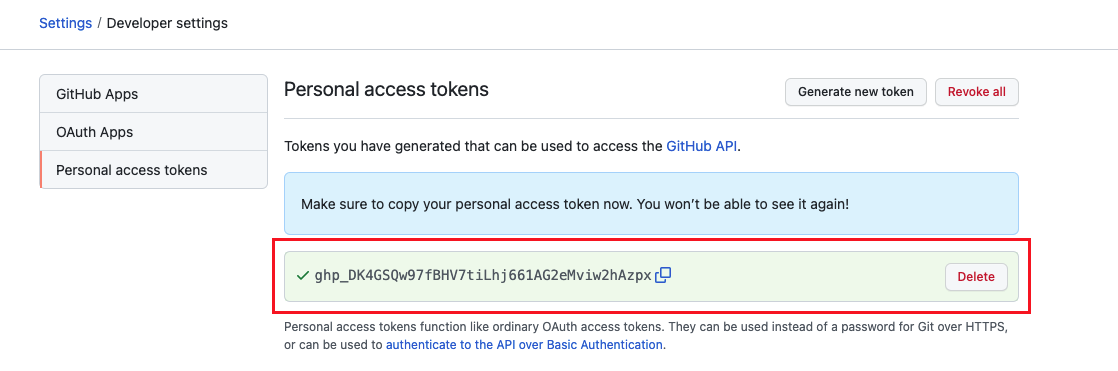 Settings / Developer settings
GitHub Apps
OAuth Apps
Personal access tokens
Personal access tokens
Generate new token
Revoke all
Tokens you have generated that can be used to access the GitHub API.
Make sure to copy your personal access token now. You won’t be able to see it again!
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
Delete
Personal access tokens function like ordinary OAuth access tokens. They can be used instead of a password for Git over HTTPS,
or can be used to authenticate to the API over Basic Authentication.